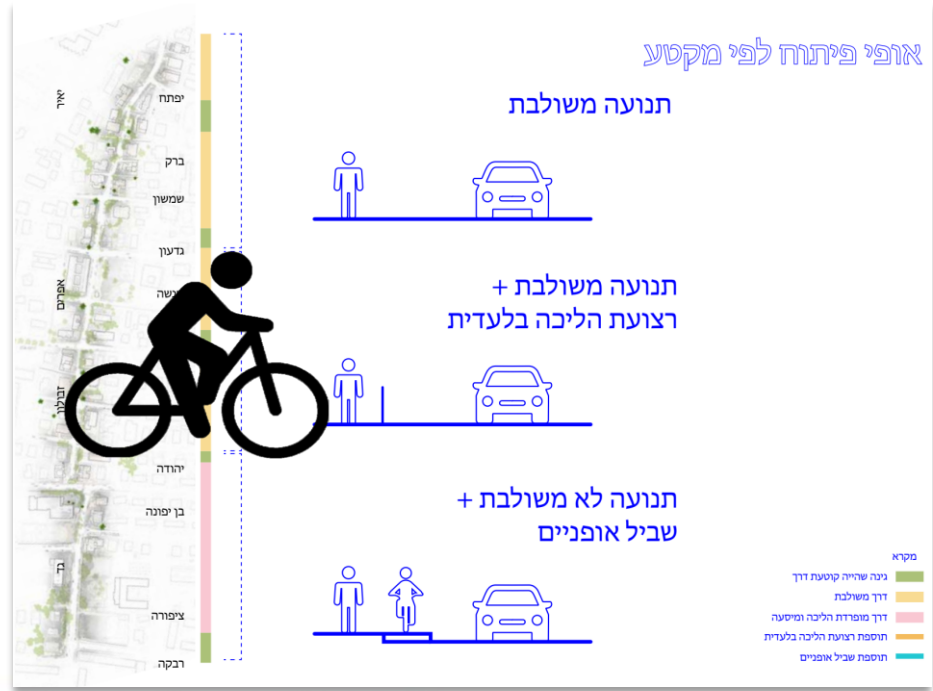 אופי פיתוח לפי מקטע
תנועה משולבת
תנועה משולבת +
רצועת הליכה בלעדית
תנועה לא משולבת +
שביל אופניים
יאיר
אפרים
זבולון
גד
יפתח
ברק
שמשון
גדעון
יהודה
בן יפונה
ציפורה
רבקה
מקרא
גינה שהייה קוטעת דרך
דרך משולבת
דרך מופרדת הליכה ומיסעה
תוספת רצועת הליכה בלעדית
תוספת שביל אופניים